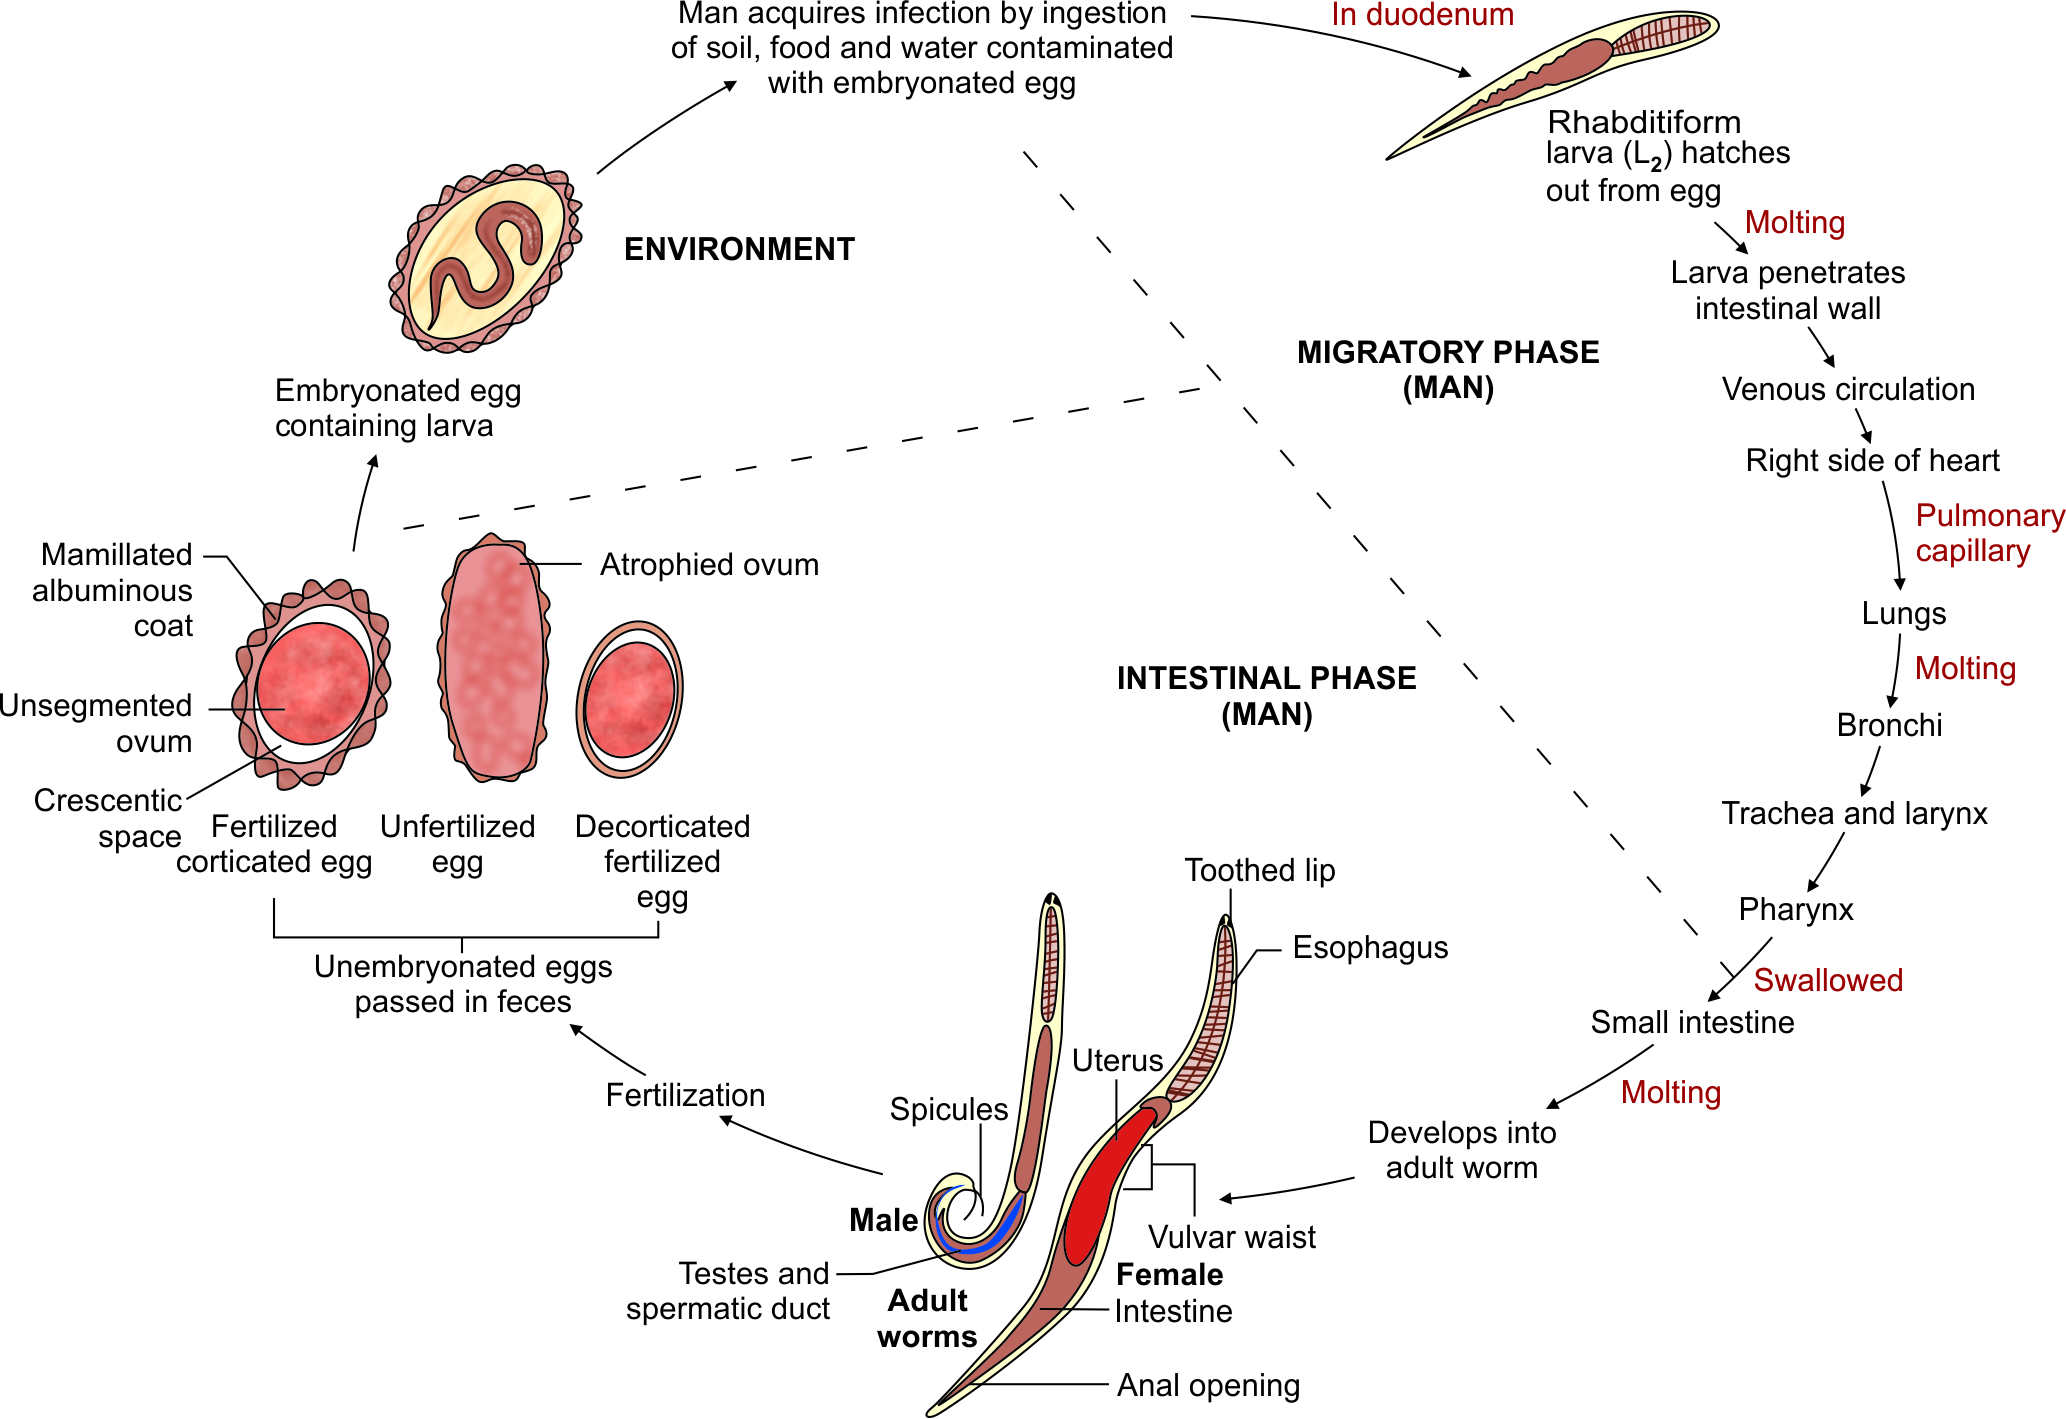 Man acquires infection by ingestion
of soil, food and water contaminated
with embryonated egg
In duodenum
Rhabditiform
larva (L₂) hatches
out from egg
Molting
Larva penetrates
intestinal wall
Venous circulation
Right side of heart
Pulmonary
capillary
Lungs
Molting
Bronchi
Trachea and larynx
Pharynx
Swallowed
Small intestine
Molting
Develops into
adult worm
ENVIRONMENT
MIGRATORY PHASE
(MAN)
INTESTINAL PHASE
(MAN)
Embryonated egg
containing larva
Mamillated
albuminous
coat
Unsegmented
ovum
Crescentic
space
Atrophied ovum
Fertilized
corticated egg
Unfertilized
egg
Decorticated
fertilized
egg
Unembryonated eggs
passed in feces
Fertilization
Toothed lip
Esophagus
Uterus
Spicules
Male
Testes and
spermatic duct
Adult
worms
Vulvar waist
Female
Intestine
Anal opening